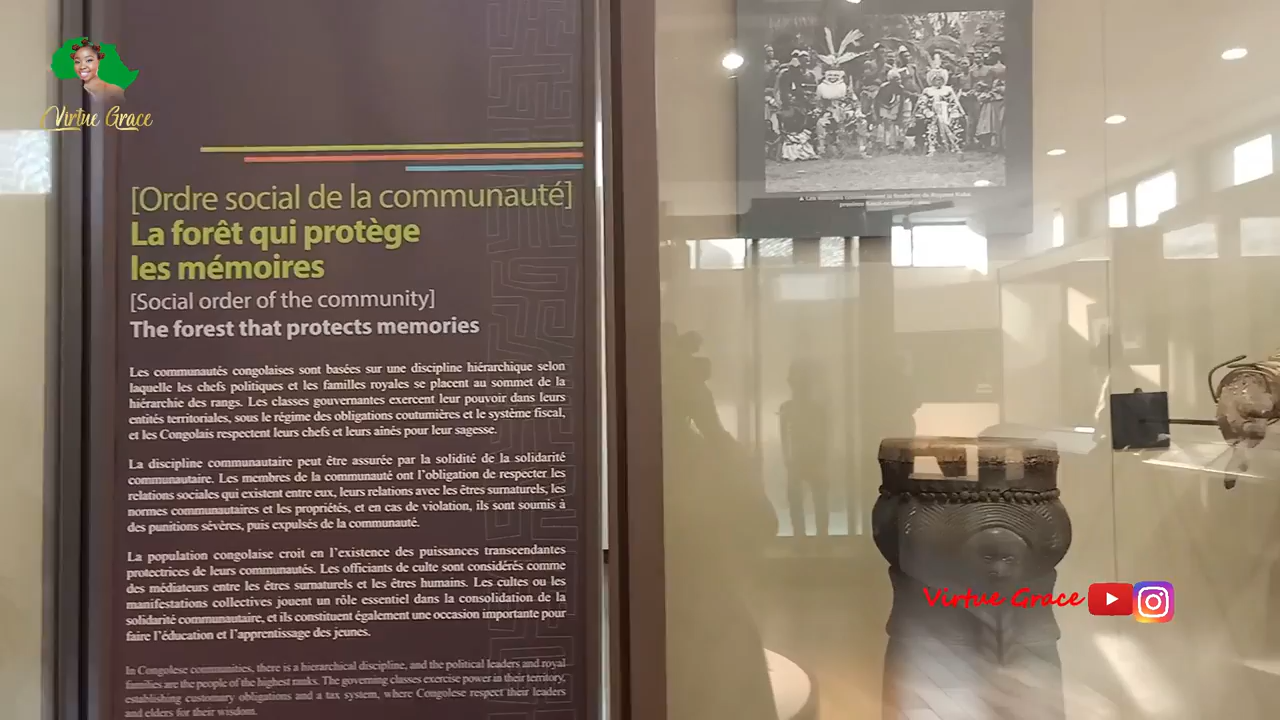 Virtue Grace
[Ordre social de la communauté]
La forêt qui protège
les mémoires
[Social order of the community]
The forest that protects memories
Les communautés congolaises sont basées sur une discipline hiérarchique selon
laquelle les chefs politiques et les familles royales se placent au sommet de la
hiérarchie des rangs. Les classes gouvernantes exercent leur pouvoir dans leurs
entités territoriales, sous le régime des obligations coutumières et le système fiscal,
et les Congolais respectent leurs chefs et leurs aînés pour leur sagesse.
La discipline communautaire peut être assurée par la solidité de la solidarité
communautaire. Les membres de la communauté ont l'obligation de respecter les
relations sociales qui existent entre eux, leurs relations avec les êtres surnaturels, les
normes communautaires et les propriétés, et en cas de violation, ils sont soumis à
des punitions sévères, puis expulsés de la communauté.
La population congolaise croit en l'existence des puissances transcendantes
protectrices de leurs communautés. Les officiants de culte sont considérés comme
des médiateurs entre les êtres surnaturels et les êtres humains. Les cultes ou les
manifestations collectives jouent un rôle essentiel dans la consolidation de la
solidarité communautaire, et ils constituent également une occasion importante pour
faire l'éducation et l'apprentissage des jeunes.
In Congolese communities, there is a hierarchical discipline, and the political leaders and royal
families are the people of the highest ranks. The governing classes exercise power in their territory,
establishing customary obligations and a tax system, where Congolese respect their leaders
and elders for their wisdom.
Virtue Grace